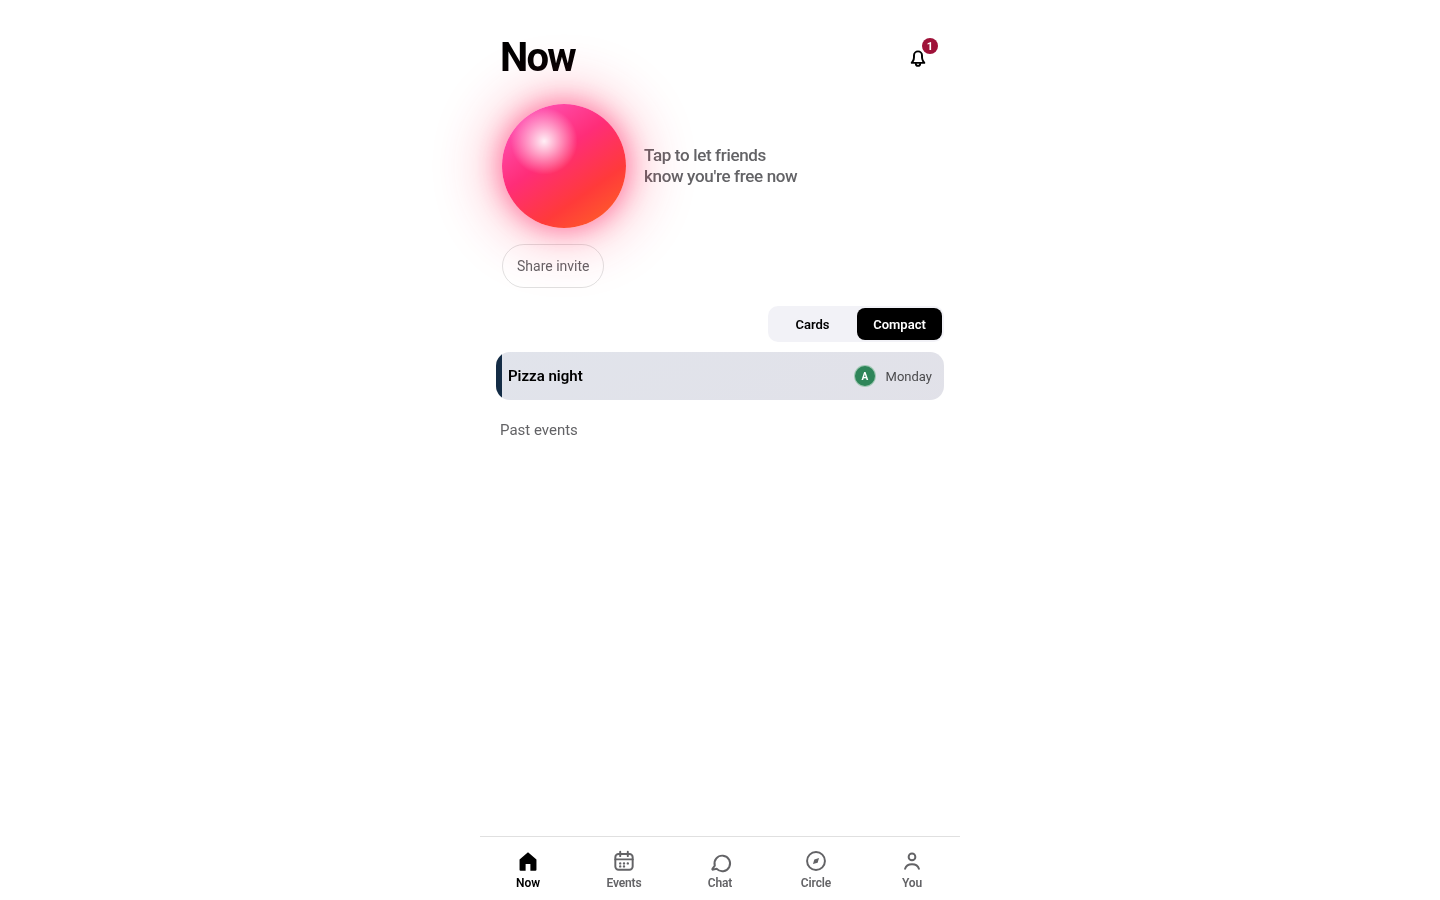 Now
1
Tap to let friends
know you're free now
Share invite
Cards Compact
Pizza night A Monday
Past events
Now Events Chat Circle You